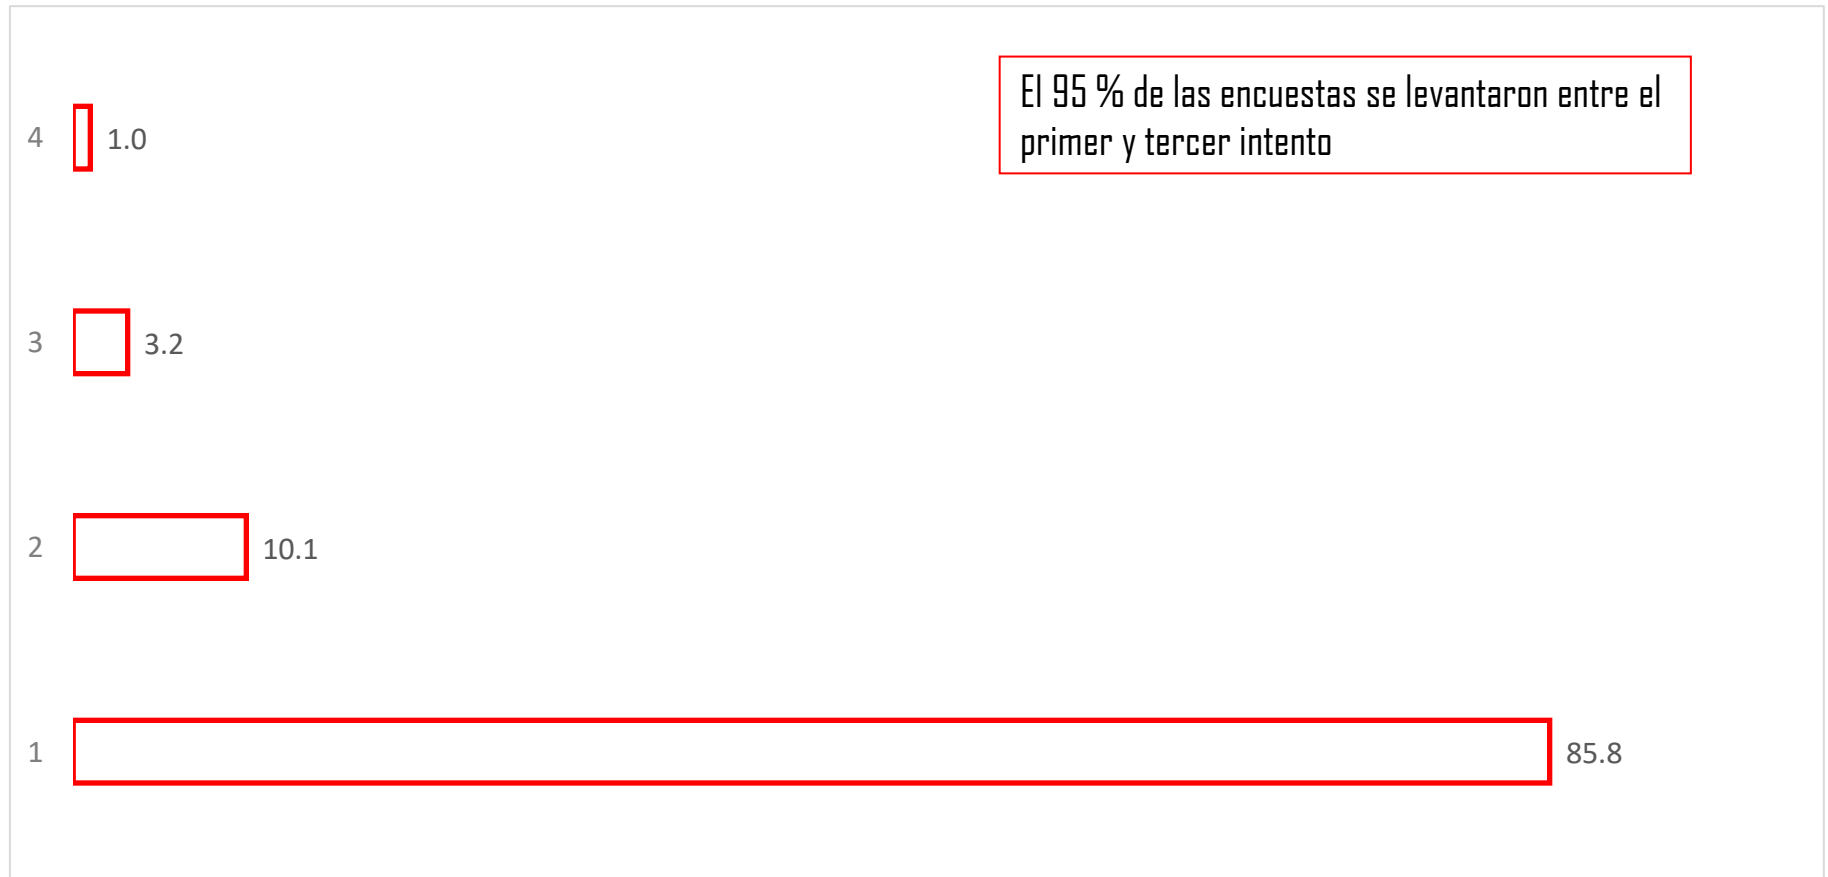 El 95 % de las encuestas se levantaron entre el
primer y tercer intento
4 1.0
3 3.2
2 10.1
1 85.8